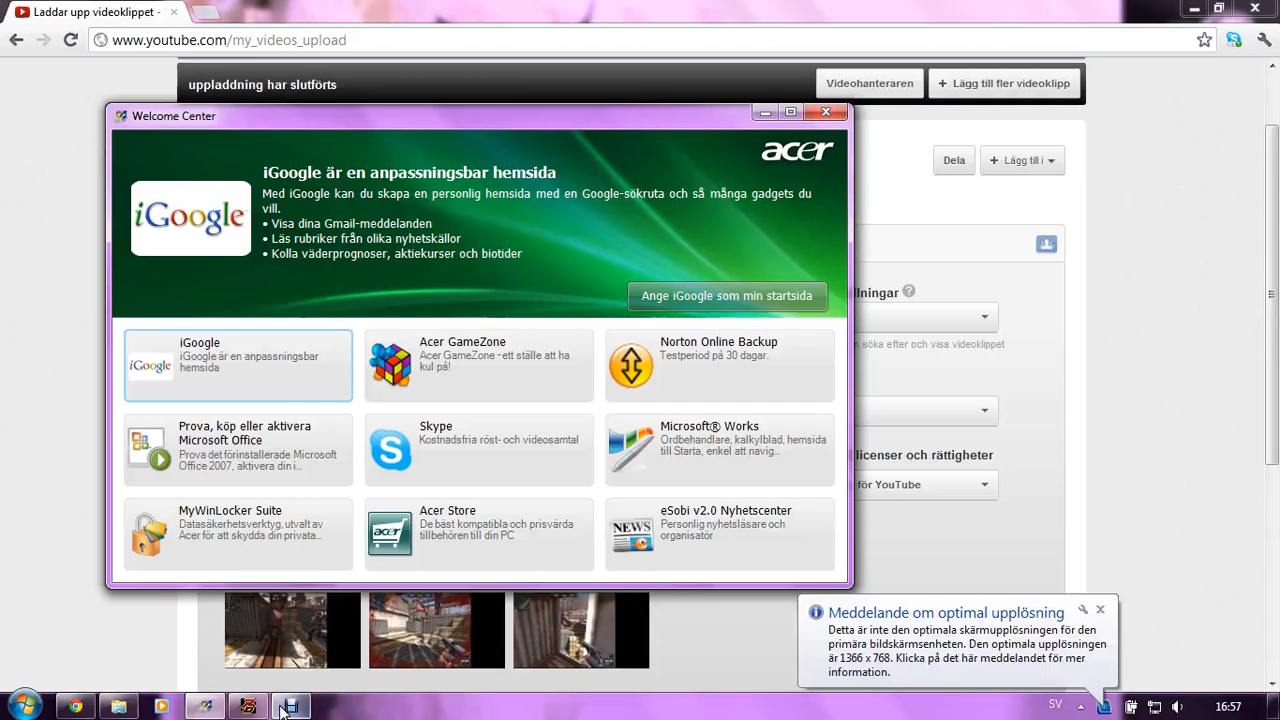 Laddar upp videoklippet -
www.youtube.com/my_videos_upload
uppladdning har slutförts
Videohanteraren
+ Lägg till fler videoklipp
Welcome Center
acer
iGoogle är en anpassningsbar hemsida
Med iGoogle kan du skapa en personlig hemsida med en Google-sökruta och så många gadgets du
vill.
• Visa dina Gmail-meddelanden
• Läs rubriker från olika nyhetskällor
• Kolla väderprognoser, aktiekurser och biotider
iGoogle
Ange iGoogle som min startsida
Dela
+ Lägg till i
llningar
söka efter och visa videoklippet
licenser och rättigheter
för YouTube
iGoogle
iGoogle
iGoogle är en anpassningsbar
hemsida
Acer GameZone
Acer GameZone - ett ställe att ha
kul på!
Norton Online Backup
Testperiod på 30 dagar.
Prova, köp eller aktivera
Microsoft Office
Prova det förinstallerade Microsoft
Office 2007, aktivera din i...
Skype
Kostnadsfria röst- och videosamtal
Microsoft® Works
Ordbehandlare, kalkylblad, hemsida
till Starta, enkel att navig...
MyWinLocker Suite
Datasäkerhetsverktyg, utvalt av
Acer för att skydda din privata...
acer
Acer Store
De bäst kompatibla och prisvärda
tillbehören till din PC
NEWS
eSobi v2.0 Nyhetscenter
Personlig nyhetsläsare och
organisatör
Meddelande om optimal upplösning
Detta är inte den optimala skärmupplösningen för den
primära bildskärmsenheten. Den optimala upplösningen
är 1366 x 768. Klicka på det här meddelandet för mer
information.
SV
16:57